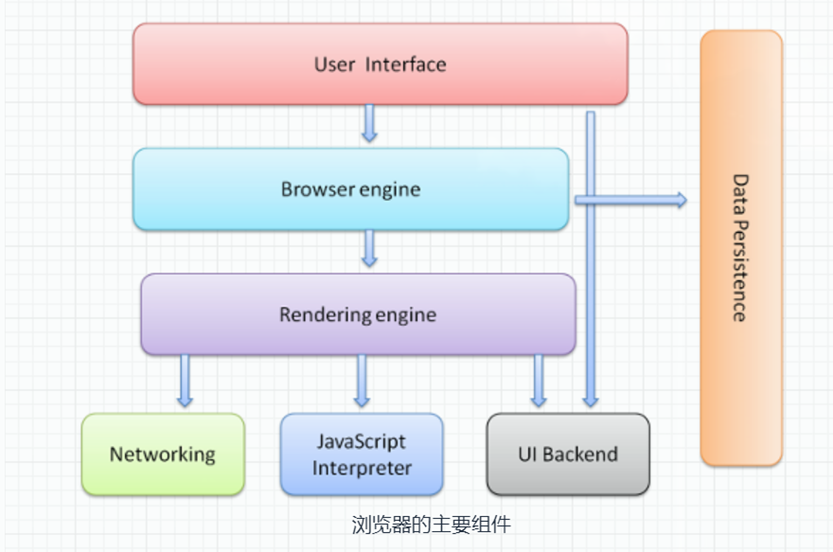 User Interface
Browser engine
Data Persistence
Rendering engine
Networking
JavaScript
Interpreter
UI Backend
浏览器的主要组件